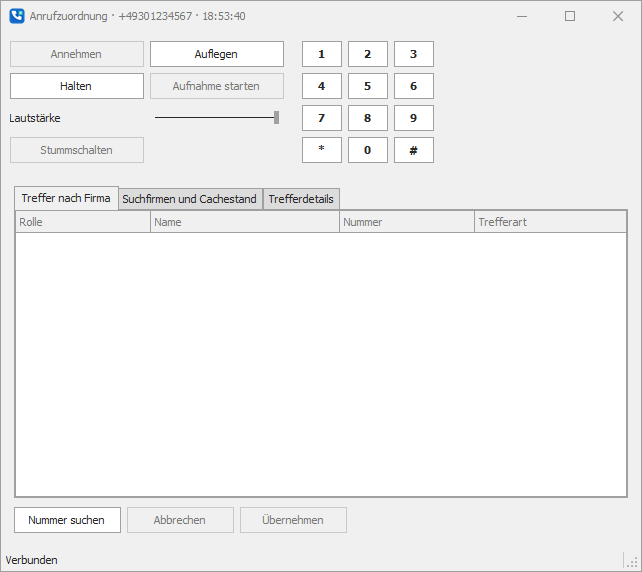 Anrufzuordnung · +49301234567 · 18:53:40
Annehmen Auflegen 1 2 3
Halten Aufnahme starten 4 5 6
Lautstärke 7 8 9
Stummschalten * 0 #
Treffer nach Firma Suchfirmen und Cachestand Trefferdetails
Rolle Name Nummer Trefferart
Nummer suchen Abbrechen Übernehmen
Verbunden